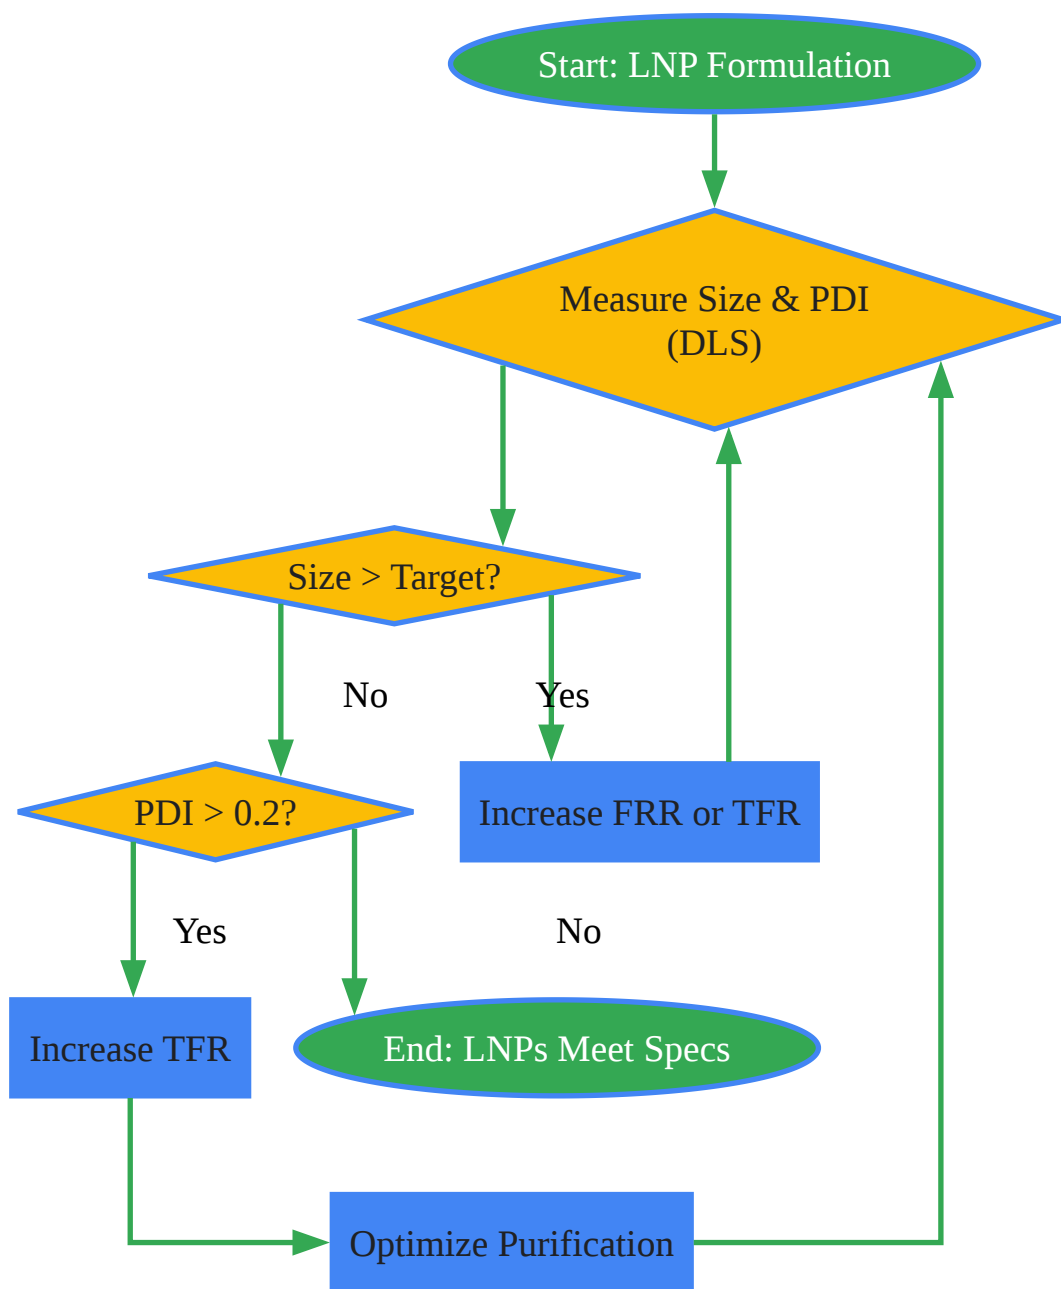 Start: LNP Formulation
Measure Size & PDI
(DLS)
Size > Target?
No
Yes
PDI > 0.2?
Increase FRR or TFR
Yes
No
Increase TFR
End: LNPs Meet Specs
Optimize Purification